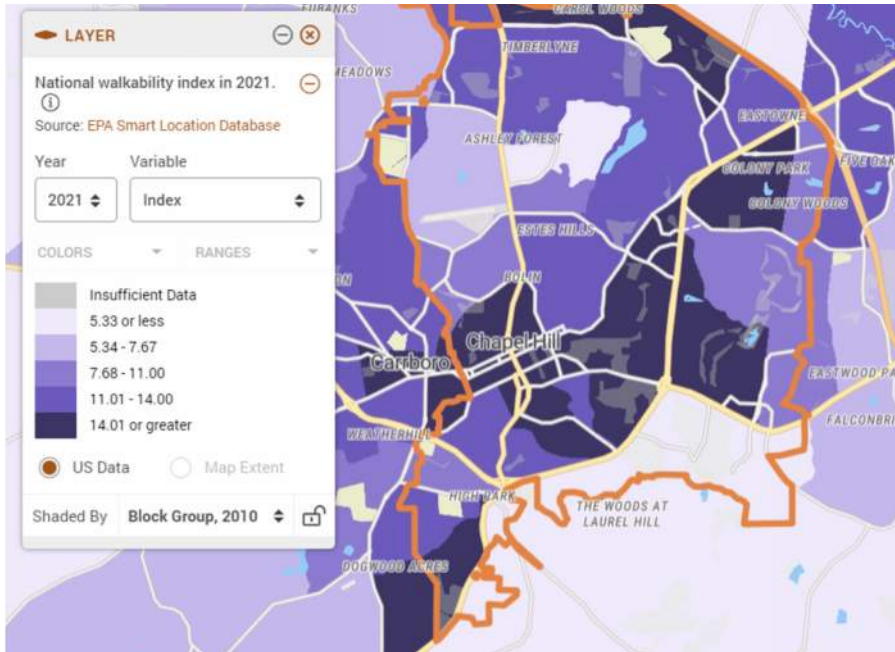 LAYER
National walkability index in 2021.
Source: EPA Smart Location Database
Year Variable
2021 Index
COLORS RANGES
Insufficient Data
5.33 or less
5.34 - 7.67
7.68 - 11.00
11.01 - 14.00
14.01 or greater
US Data Map Extent
Shaded By Block Group, 2010
EUBANKS
CAROL WOODS
TIMBERLYNE
MEADOWS
EASTOWNE
ASHLEY FOREST
COLONY PARK
FIVE OAK
COLONY WOODS
ESTES HILLS
BOLIN
Chapel Hill
Carrboro
EASTWOOD PA
WEATHERHILL
FALCONBRI
HIGH PARK
THE WOODS AT
LAUREL HILL
DOGWOOD ACRES